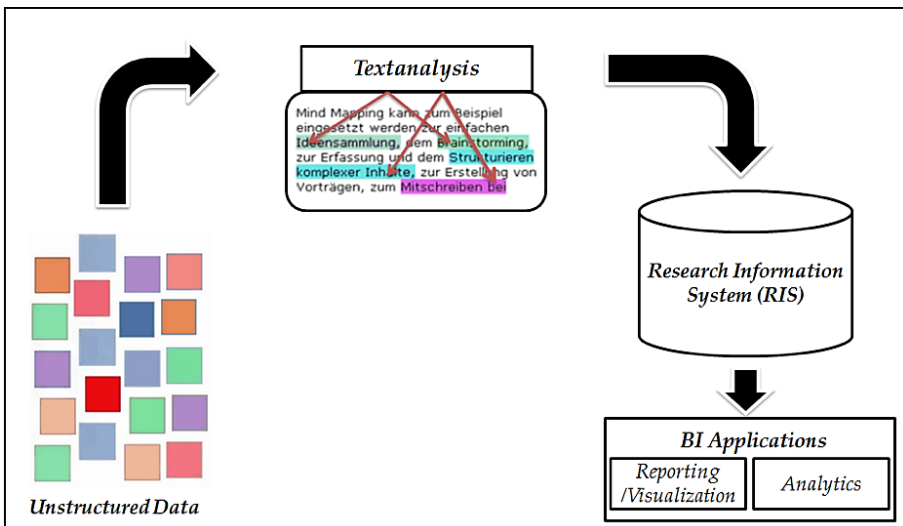 Textanalysis
Mind Mapping kann zum Beispiel
eingesetzt werden zur einfachen
Ideensammlung, dem Brainstorming,
zur Erfassung und dem Strukturieren
komplexer Inhalte, zur Erstellung von
Vorträgen, zum Mitschreiben bei
Unstructured Data
Research Information
System (RIS)
BI Applications
Reporting
/Visualization
Analytics